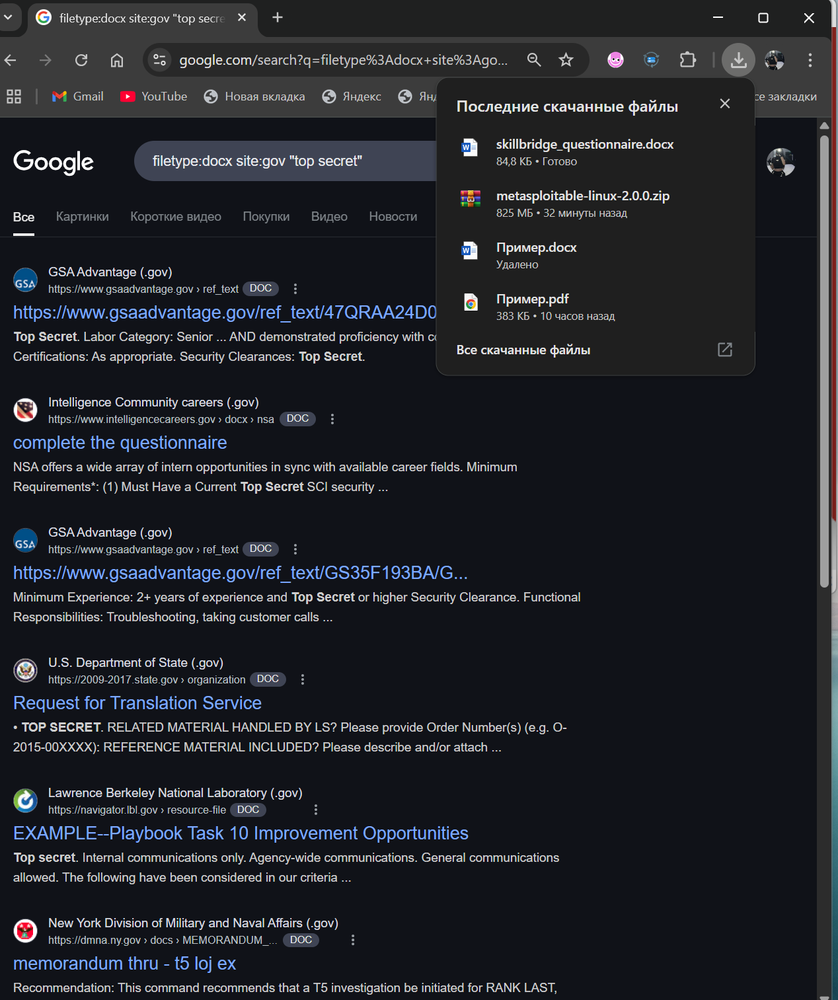 filetype:docx site:gov "top secre
google.com/search?q=filetype%3Adocx+site%3Ago...
Gmail
YouTube
Новая вкладка
Яндекс
Янд
се закладки
Последние скачанные файлы
skillbridge_questionnaire.docx
84,8 КБ • Готово
metasploitable-linux-2.0.0.zip
825 МБ • 32 минуты назад
Пример.docx
Удалено
Пример.pdf
383 КБ • 10 часов назад
Все скачанные файлы
Google
filetype:docx site:gov "top secret"
Все
Картинки
Короткие видео
Покупки
Видео
Новости
GSA
GSA Advantage (.gov)
https://www.gsaadvantage.gov › ref_text DOC
https://www.gsaadvantage.gov/ref_text/47QRAA24D0
Top Secret. Labor Category: Senior ... AND demonstrated proficiency with co
Certifications: As appropriate. Security Clearances: Top Secret.
Intelligence Community careers (.gov)
https://www.intelligencecareers.gov › docx › nsa DOC
complete the questionnaire
NSA offers a wide array of intern opportunities in sync with available career fields. Minimum
Requirements*: (1) Must Have a Current Top Secret SCI security ...
GSA
GSA Advantage (.gov)
https://www.gsaadvantage.gov › ref_text DOC
https://www.gsaadvantage.gov/ref_text/GS35F193BA/G...
Minimum Experience: 2+ years of experience and Top Secret or higher Security Clearance. Functional
Responsibilities: Troubleshooting, taking customer calls ...
U.S. Department of State (.gov)
https://2009-2017.state.gov › organization DOC
Request for Translation Service
• TOP SECRET. RELATED MATERIAL HANDLED BY LS? Please provide Order Number(s) (e.g. O-
2015-00XXXX): REFERENCE MATERIAL INCLUDED? Please describe and/or attach ...
Lawrence Berkeley National Laboratory (.gov)
https://navigator.lbl.gov › resource-file DOC
EXAMPLE--Playbook Task 10 Improvement Opportunities
Top secret. Internal communications only. Agency-wide communications. General communications
allowed. The following have been considered in our criteria ...
New York Division of Military and Naval Affairs (.gov)
https://dmna.ny.gov › docs › MEMORANDUM_... DOC
memorandum thru - t5 loj ex
Recommendation: This command recommends that a T5 investigation be initiated for RANK LAST,